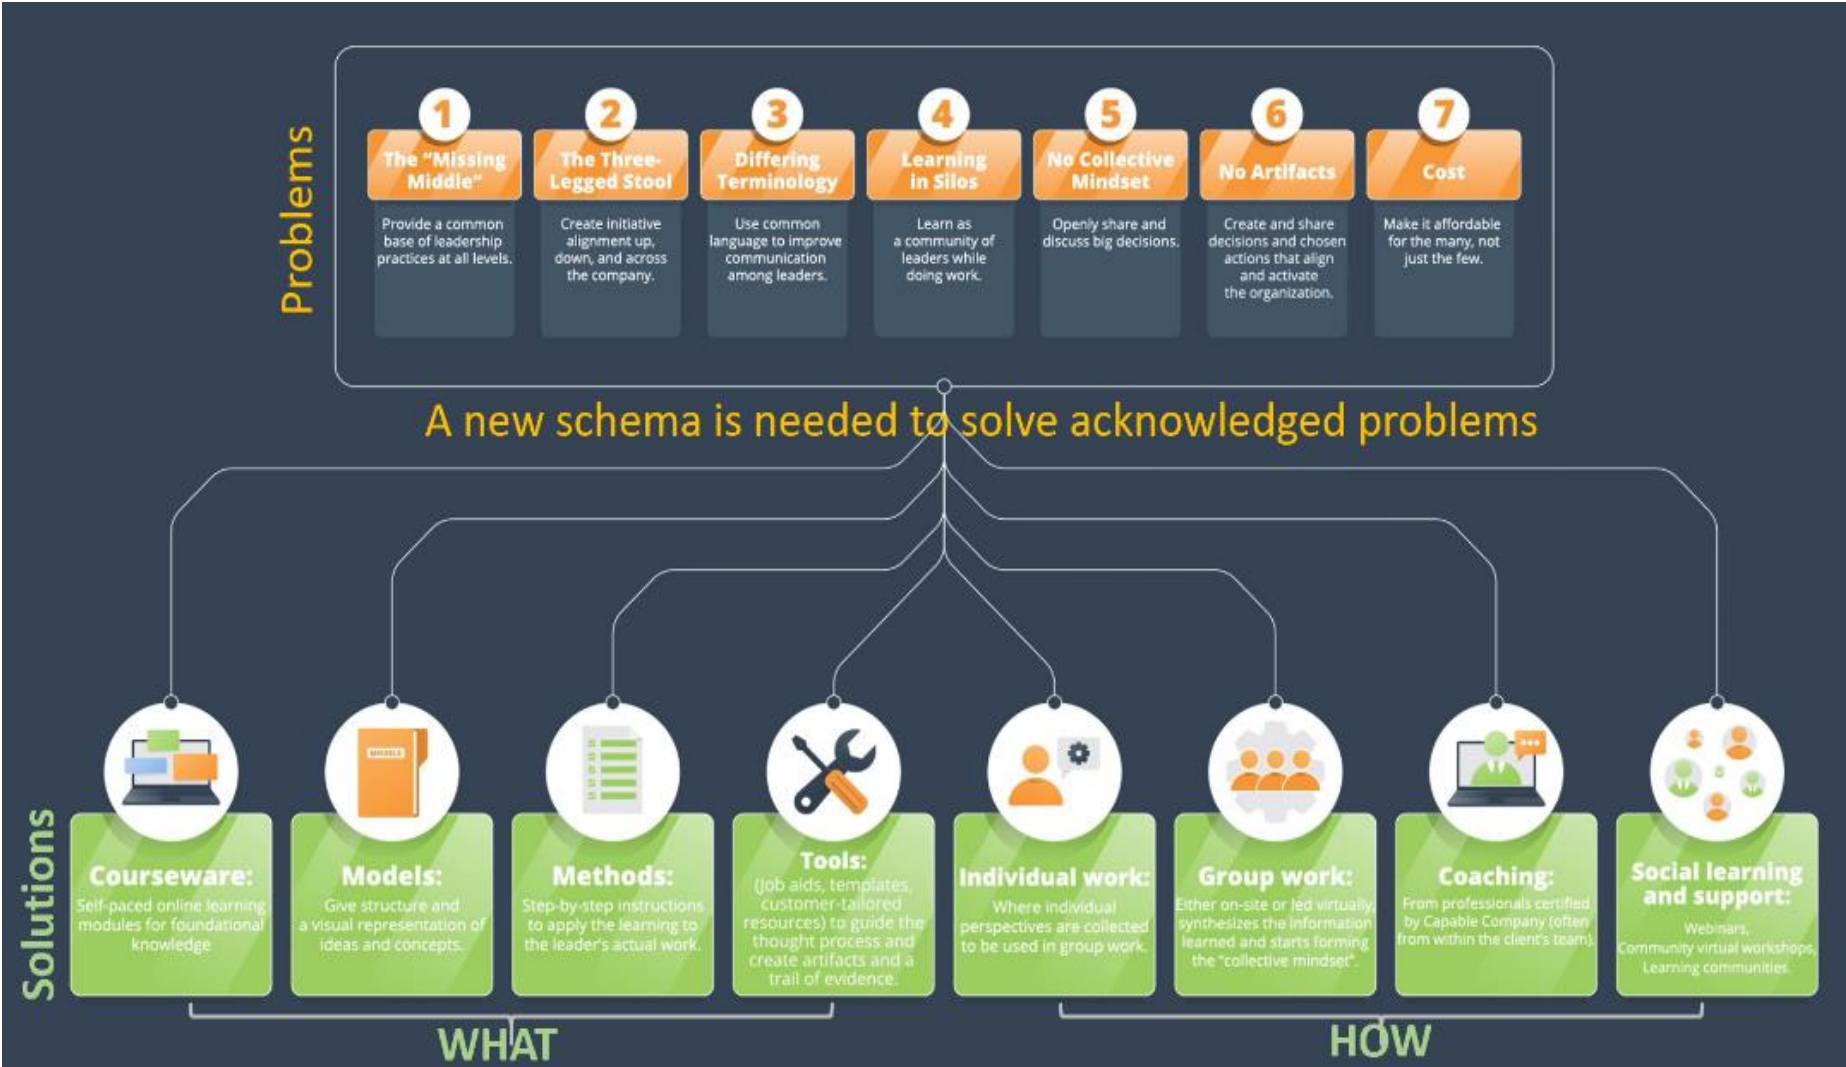 Problems
1
The "Missing
Middle"
Provide a common
base of leadership
practices at all levels.
2
The Three-
Legged Stool
Create initiative
alignment up,
down, and across
the company.
3
Differing
Terminology
Use common
language to improve
communication
among leaders.
4
Learning
in Silos
Learn as
a community of
leaders while
doing work.
5
No Collective
Mindset
Openly share and
discuss big decisions.
6
No Artifacts
Create and share
decisions and chosen
actions that align
and activate
the organization.
7
Cost
Make it affordable
for the many, not
just the few.
A new schema is needed to solve acknowledged problems
Solutions
Courseware:
Self-paced online learning
modules for foundational
knowledge
MODELS
Models:
Give structure and
a visual representation of
ideas and concepts.
Methods:
Step-by-step instructions
to apply the learning to
the leader's actual work.
Tools:
(Job aids, templates,
customer-tailored
resources) to guide the
thought process and
create artifacts and a
trail of evidence.
Individual work:
Where individual
perspectives are collected
to be used in group work.
Group work:
Either on-site or led virtually,
synthesizes the information
learned and starts forming
the "collective mindset".
Coaching:
From professionals certified
by Capable Company (often
from within the client's team).
Social learning
and support:
Webinars,
Community virtual workshops,
Learning communities.
WHAT
HOW